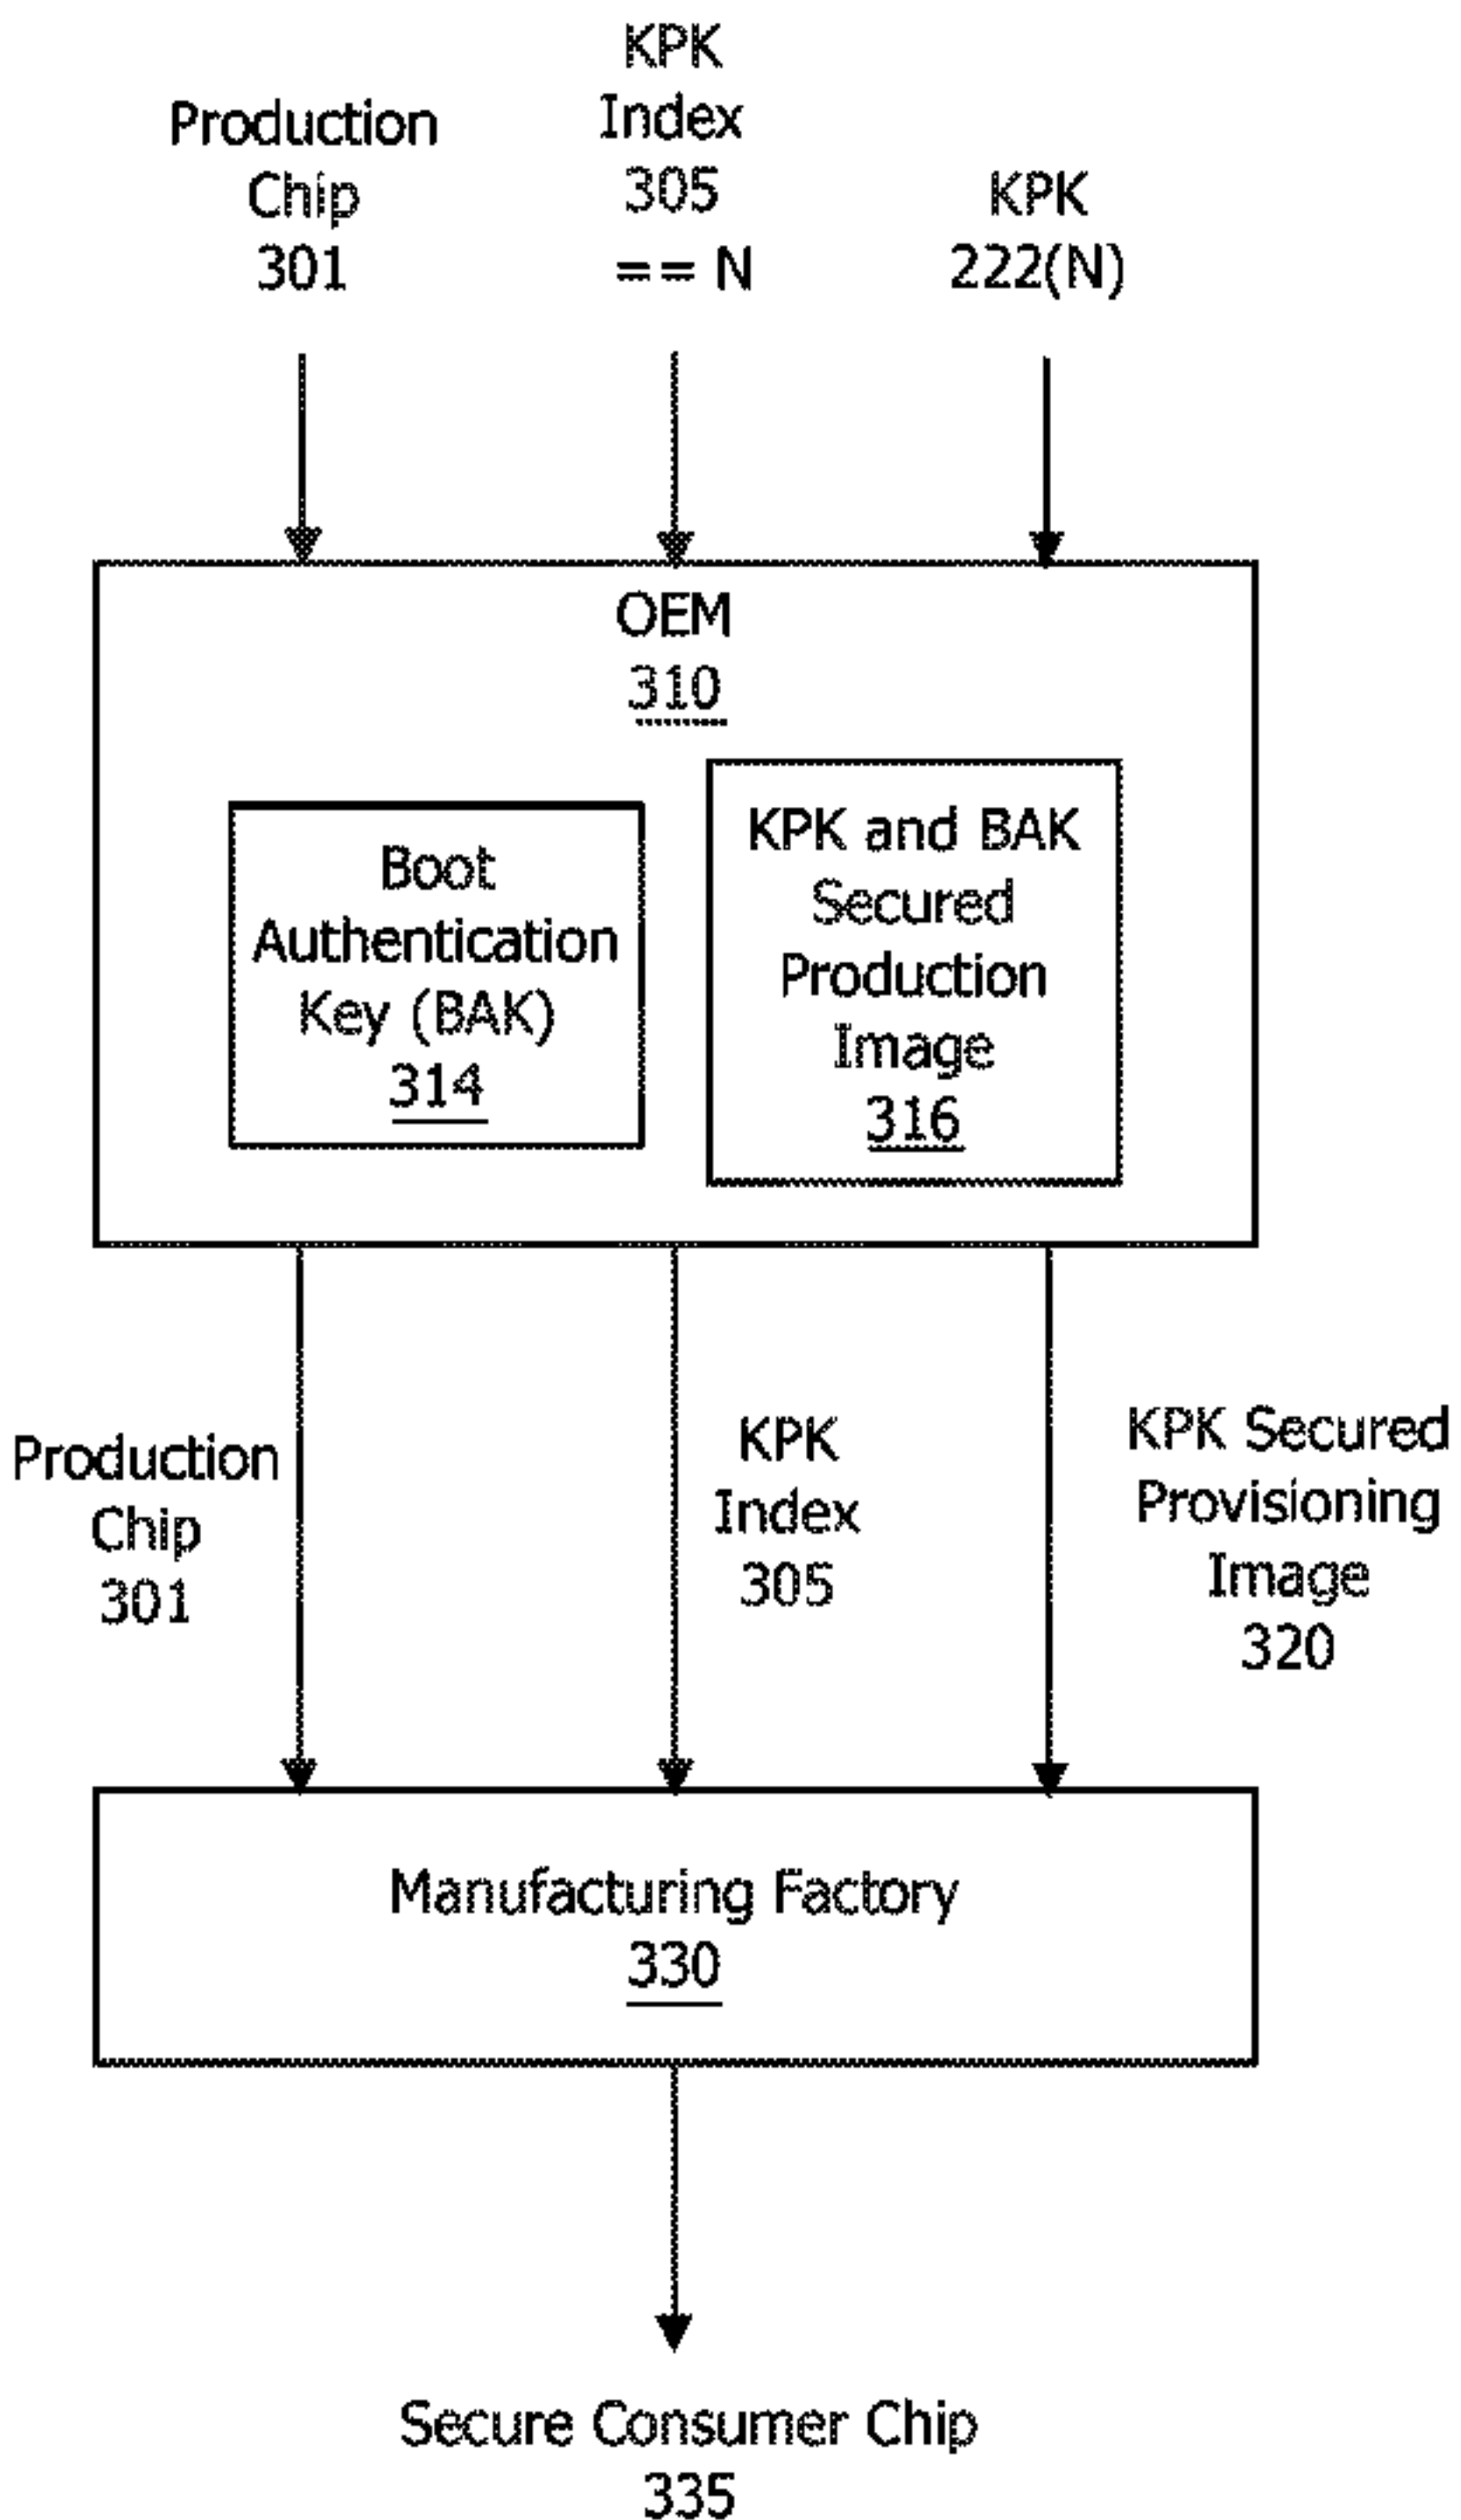 Production
Chip
301
KPK
Index
305
== N
KPK
222(N)
OEM
310
Boot
Authentication
Key (BAK)
314
KPK and BAK
Secured
Production
Image
316
Production
Chip
301
KPK
Index
305
KPK Secured
Provisioning
Image
320
Manufacturing Factory
330
Secure Consumer Chip
335